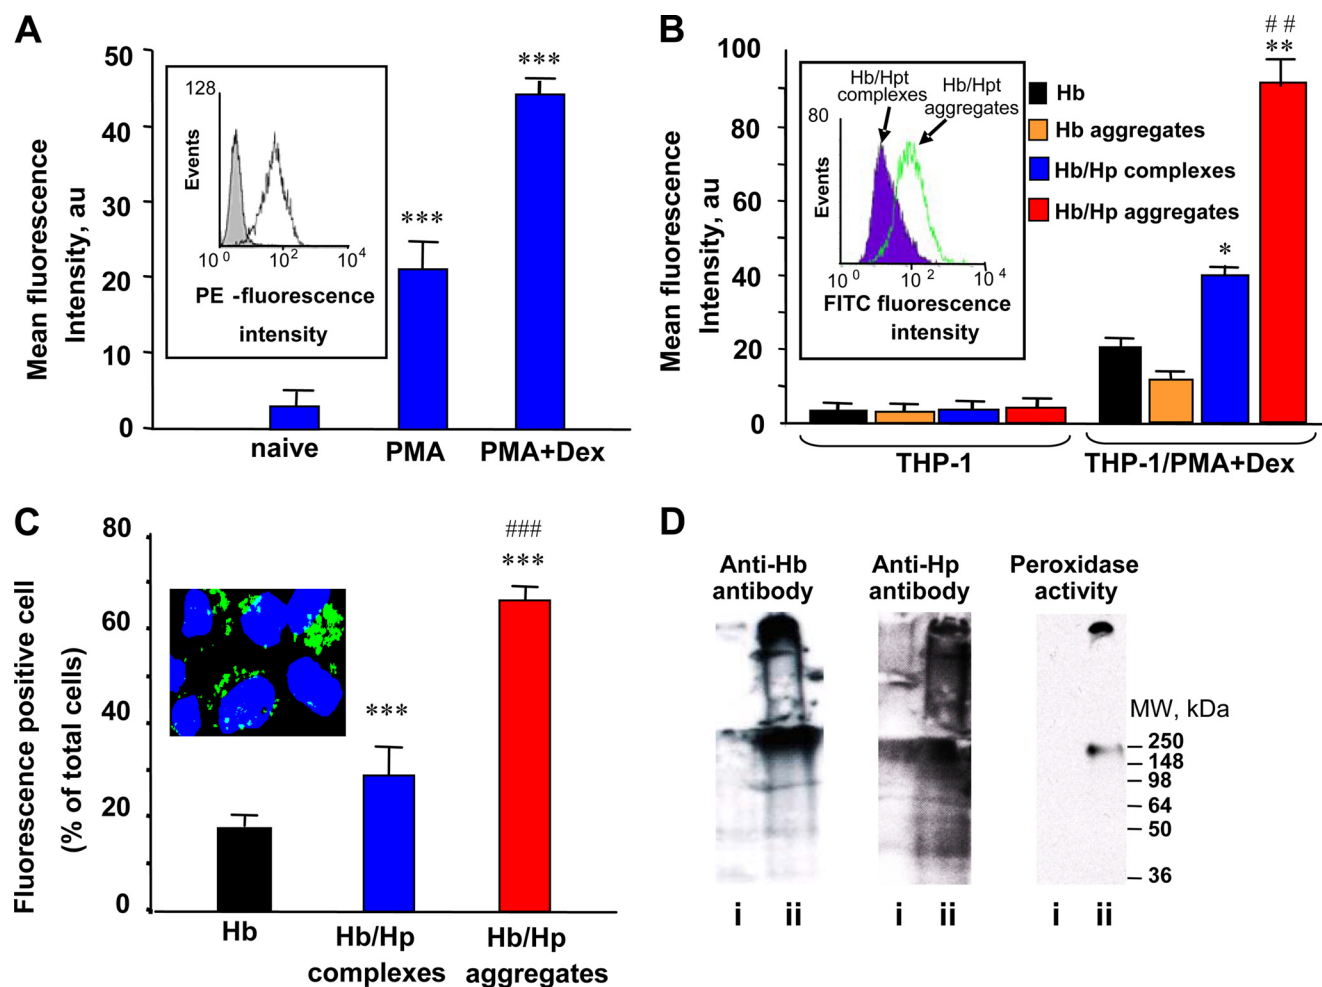 A
Mean fluorescence
Intensity, au
50
40
30
20
10
0
128
Events
10 0
10 2
10 4
PE -fluorescence
intensity
***
***
naive
PMA
PMA+Dex
B
Mean fluorescence
Intensity, au
100
80
60
40
20
0
Hb/Hpt
complexes
Hb/Hpt
aggregates
80
Events
10 0
10 2
10 4
FITC fluorescence
intensity
Hb
Hb aggregates
Hb/Hp complexes
Hb/Hp aggregates
*
# #
**
THP-1
THP-1/PMA+Dex
C
Fluorescence positive cell
(% of total cells)
80
60
40
20
0
***
###
***
Hb
Hb/Hp
complexes
Hb/Hp
aggregates
D
Anti-Hb
antibody
Anti-Hp
antibody
Peroxidase
activity
MW, kDa
250
148
98
64
50
36
i ii
i ii
i ii